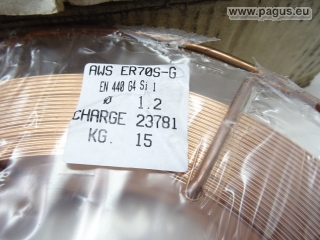 www.pagus.eu
AWS ER70S-G
EN 440 G4 Si 1
Ø 1.2
CHARGE 23781
KG. 15